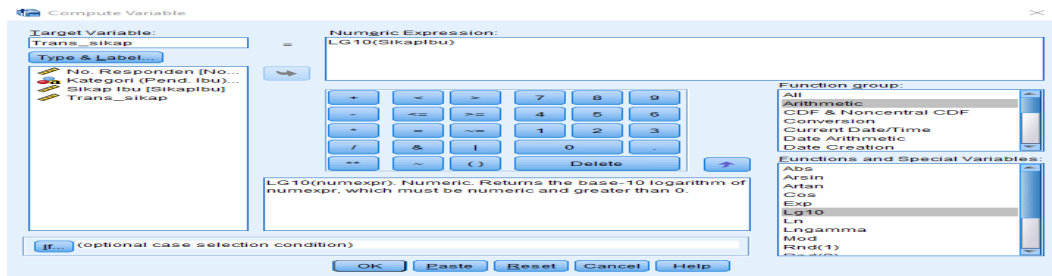 Compute Variable
Target Variable:
Trans_sikap
=
Numeric Expression:
LG10(SikapIbu)
Type & Label...
No. Responden [No...
Kategori (Pend. Ibu)...
Sikap Ibu [SikapIbu]
Trans_sikap
+ < > 7 8 9
- <= >= 4 5 6
* = ~= 1 2 3
/ & | 0 .
** ~ ( ) Delete
Function group:
All
Arithmetic
CDF & Noncentral CDF
Conversion
Current Date/Time
Date Arithmetic
Date Creation
LG10(numexpr). Numeric. Returns the base-10 logarithm of
numexpr, which must be numeric and greater than 0.
Functions and Special Variables:
Abs
Arsin
Artan
Cos
Exp
Lg10
Ln
Lngamma
Mod
Rnd(1)
If... (optional case selection condition)
OK Paste Reset Cancel Help